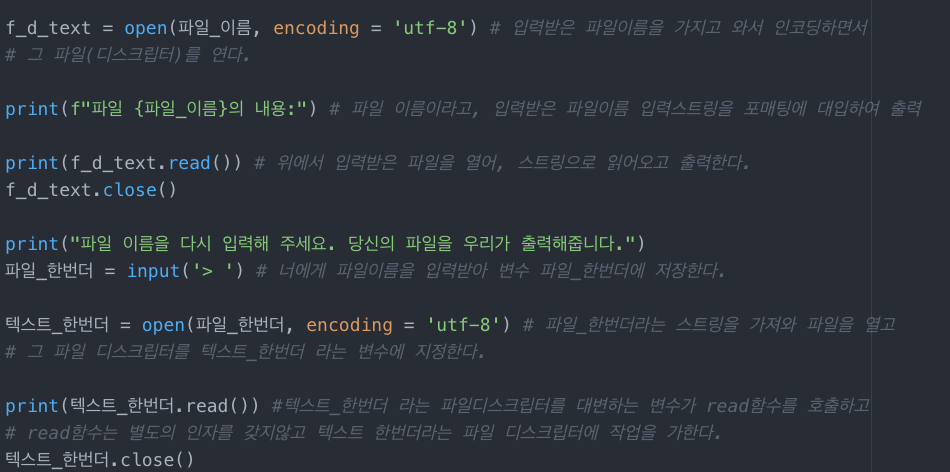 f_d_text = open(파일_이름, encoding = 'utf-8') # 입력받은 파일이름을 가지고 와서 인코딩하면서
# 그 파일(디스크립터)를 연다.
print(f"파일 {파일_이름}의 내용:") # 파일 이름이라고, 입력받은 파일이름 입력스트링을 포매팅에 대입하여 출력
print(f_d_text.read()) # 위에서 입력받은 파일을 열어, 스트링으로 읽어오고 출력한다.
f_d_text.close()
print("파일 이름을 다시 입력해 주세요. 당신의 파일을 우리가 출력해줍니다.")
파일_한번더 = input('> ') # 너에게 파일이름을 입력받아 변수 파일_한번더에 저장한다.
텍스트_한번더 = open(파일_한번더, encoding = 'utf-8') # 파일_한번더라는 스트링을 가져와 파일을 열고
# 그 파일 디스크립터를 텍스트_한번더 라는 변수에 지정한다.
print(텍스트_한번더.read()) #텍스트_한번더 라는 파일디스크립터를 대변하는 변수가 read함수를 호출하고
# read함수는 별도의 인자를 갖지않고 텍스트 한번더라는 파일 디스크립터에 작업을 가한다.
텍스트_한번더.close()